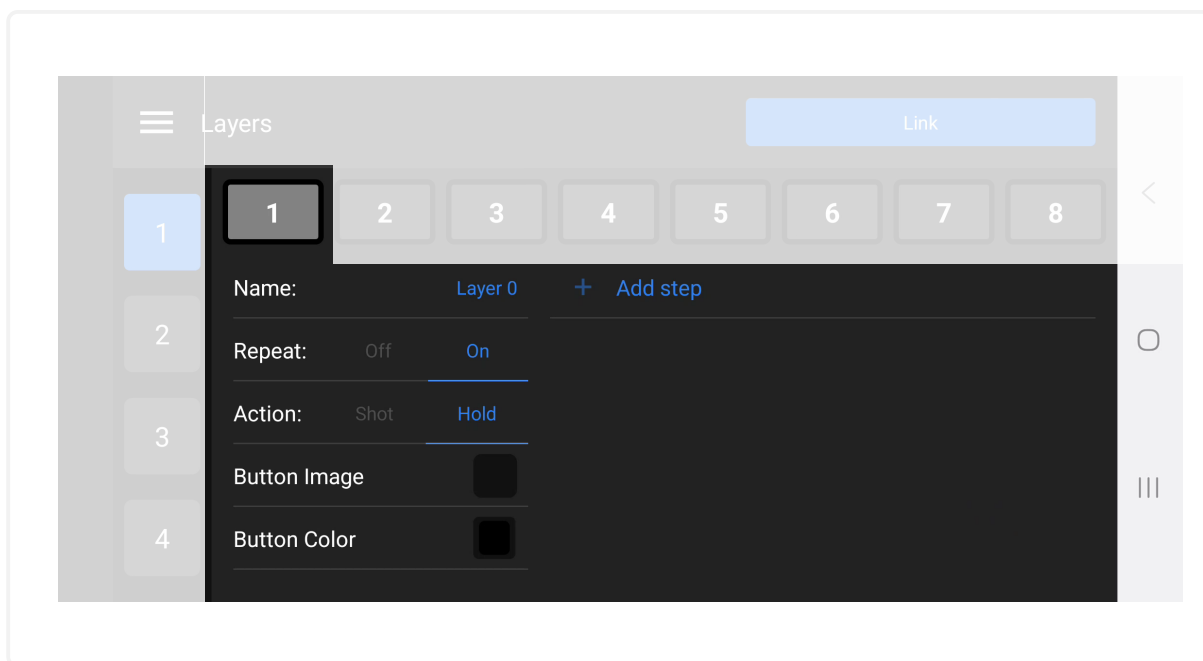 Layers
Link
1 2 3 4 5 6 7 8
1
2
3
4
Name: Layer 0
+ Add step
Repeat: Off On
Action: Shot Hold
Button Image
Button Color